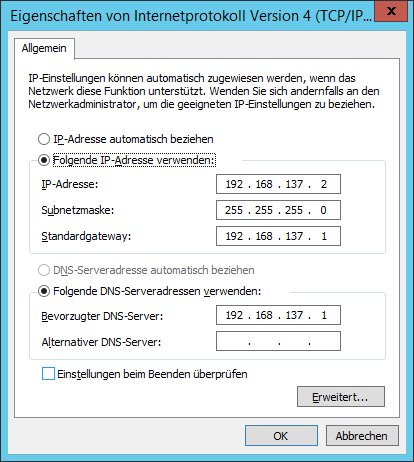 Eigenschaften von Internetprotokoll Version 4 (TCP/IP...
Allgemein
IP-Einstellungen können automatisch zugewiesen werden, wenn das
Netzwerk diese Funktion unterstützt. Wenden Sie sich andernfalls an den
Netzwerkadministrator, um die geeigneten IP-Einstellungen zu beziehen.
IP-Adresse automatisch beziehen
Folgende IP-Adresse verwenden:
IP-Adresse: 192 . 168 . 137 . 2
Subnetzmaske: 255 . 255 . 255 . 0
Standardgateway: 192 . 168 . 137 . 1
DNS-Serveradresse automatisch beziehen
Folgende DNS-Serveradressen verwenden:
Bevorzugter DNS-Server: 192 . 168 . 137 . 1
Alternativer DNS-Server: . . .
Einstellungen beim Beenden überprüfen
Erweitert...
OK Abbrechen